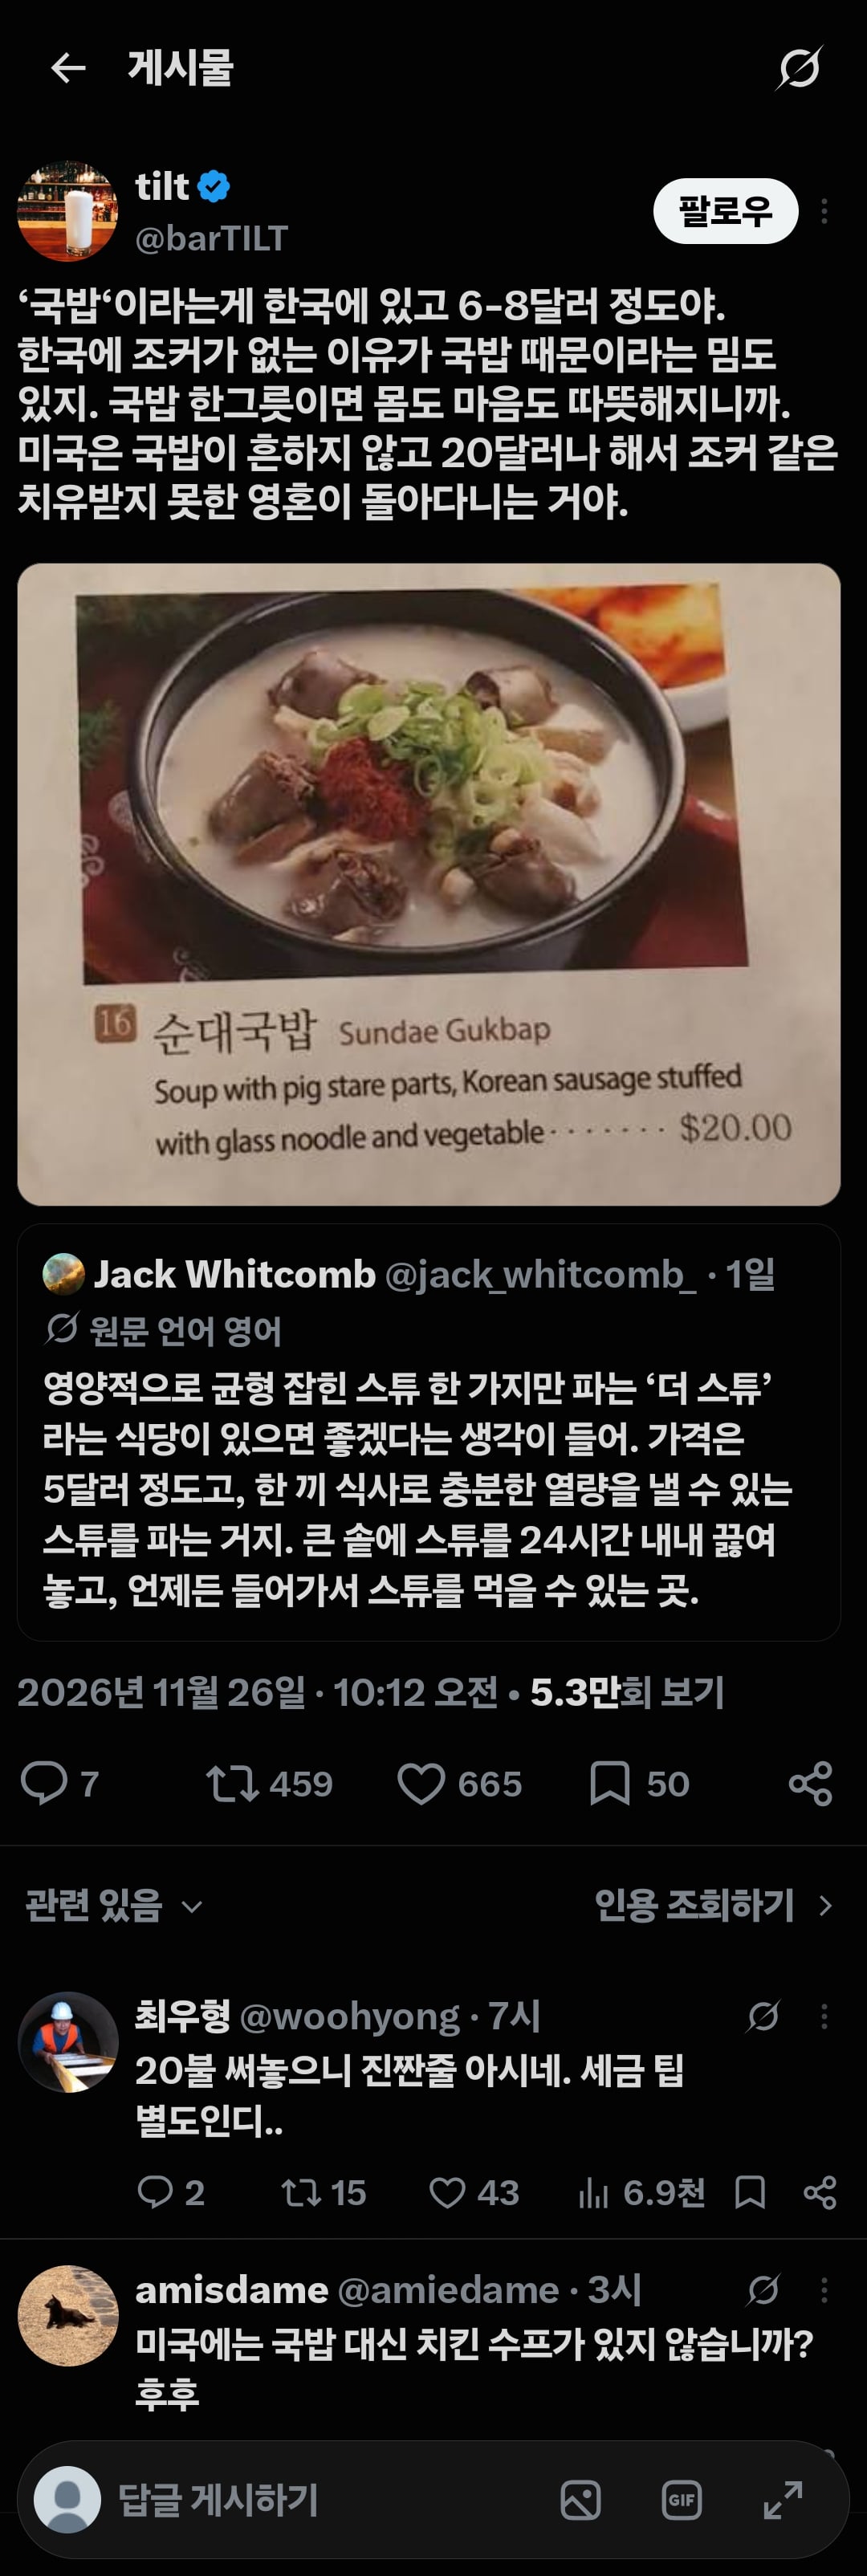 게시물
tilt
@barTILT
팔로우
‘국밥‘이라는게 한국에 있고 6-8달러 정도야.
한국에 조커가 없는 이유가 국밥 때문이라는 밈도
있지. 국밥 한그릇이면 몸도 마음도 따뜻해지니까.
미국은 국밥이 흔하지 않고 20달러나 해서 조커 같은
치유받지 못한 영혼이 돌아다니는 거야.
16 순대국밥 Sundae Gukbap
Soup with pig stare parts, Korean sausage stuffed
with glass noodle and vegetable ······· $20.00
Jack Whitcomb @jack_whitcomb_ · 1일
원문 언어 영어
영양적으로 균형 잡힌 스튜 한 가지만 파는 ‘더 스튜’
라는 식당이 있으면 좋겠다는 생각이 들어. 가격은
5달러 정도고, 한 끼 식사로 충분한 열량을 낼 수 있는
스튜를 파는 거지. 큰 솥에 스튜를 24시간 내내 끓여
놓고, 언제든 들어가서 스튜를 먹을 수 있는 곳.
2026년 11월 26일 · 10:12 오전 • 5.3만회 보기
7 459 665 50
관련 있음 인용 조회하기
최우형 @woohyong · 7시
20불 써놓으니 진짠줄 아시네. 세금 팁
별도인디..
2 15 43 6.9천
amisdame @amiedame · 3시
미국에는 국밥 대신 치킨 수프가 있지 않습니까?
후후
답글 게시하기
GIF